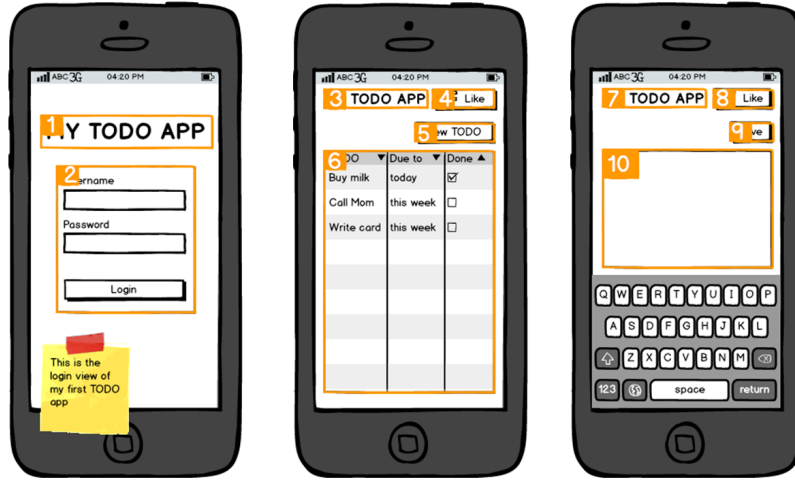 ABC 3G 04:20 PM
1 MY TODO APP
2 ername
Password
Login
This is the
login view of
my first TODO
app
ABC 3G 04:20 PM
3 TODO APP 4 Like
5 ew TODO
6 DO Due to Done
Buy milk today
Call Mom this week
Write card this week
ABC 3G 04:20 PM
7 TODO APP 8 Like
9 ve
10
Q W E R T Y U I O P
A S D F G H J K L
Z X C V B N M
123 space return